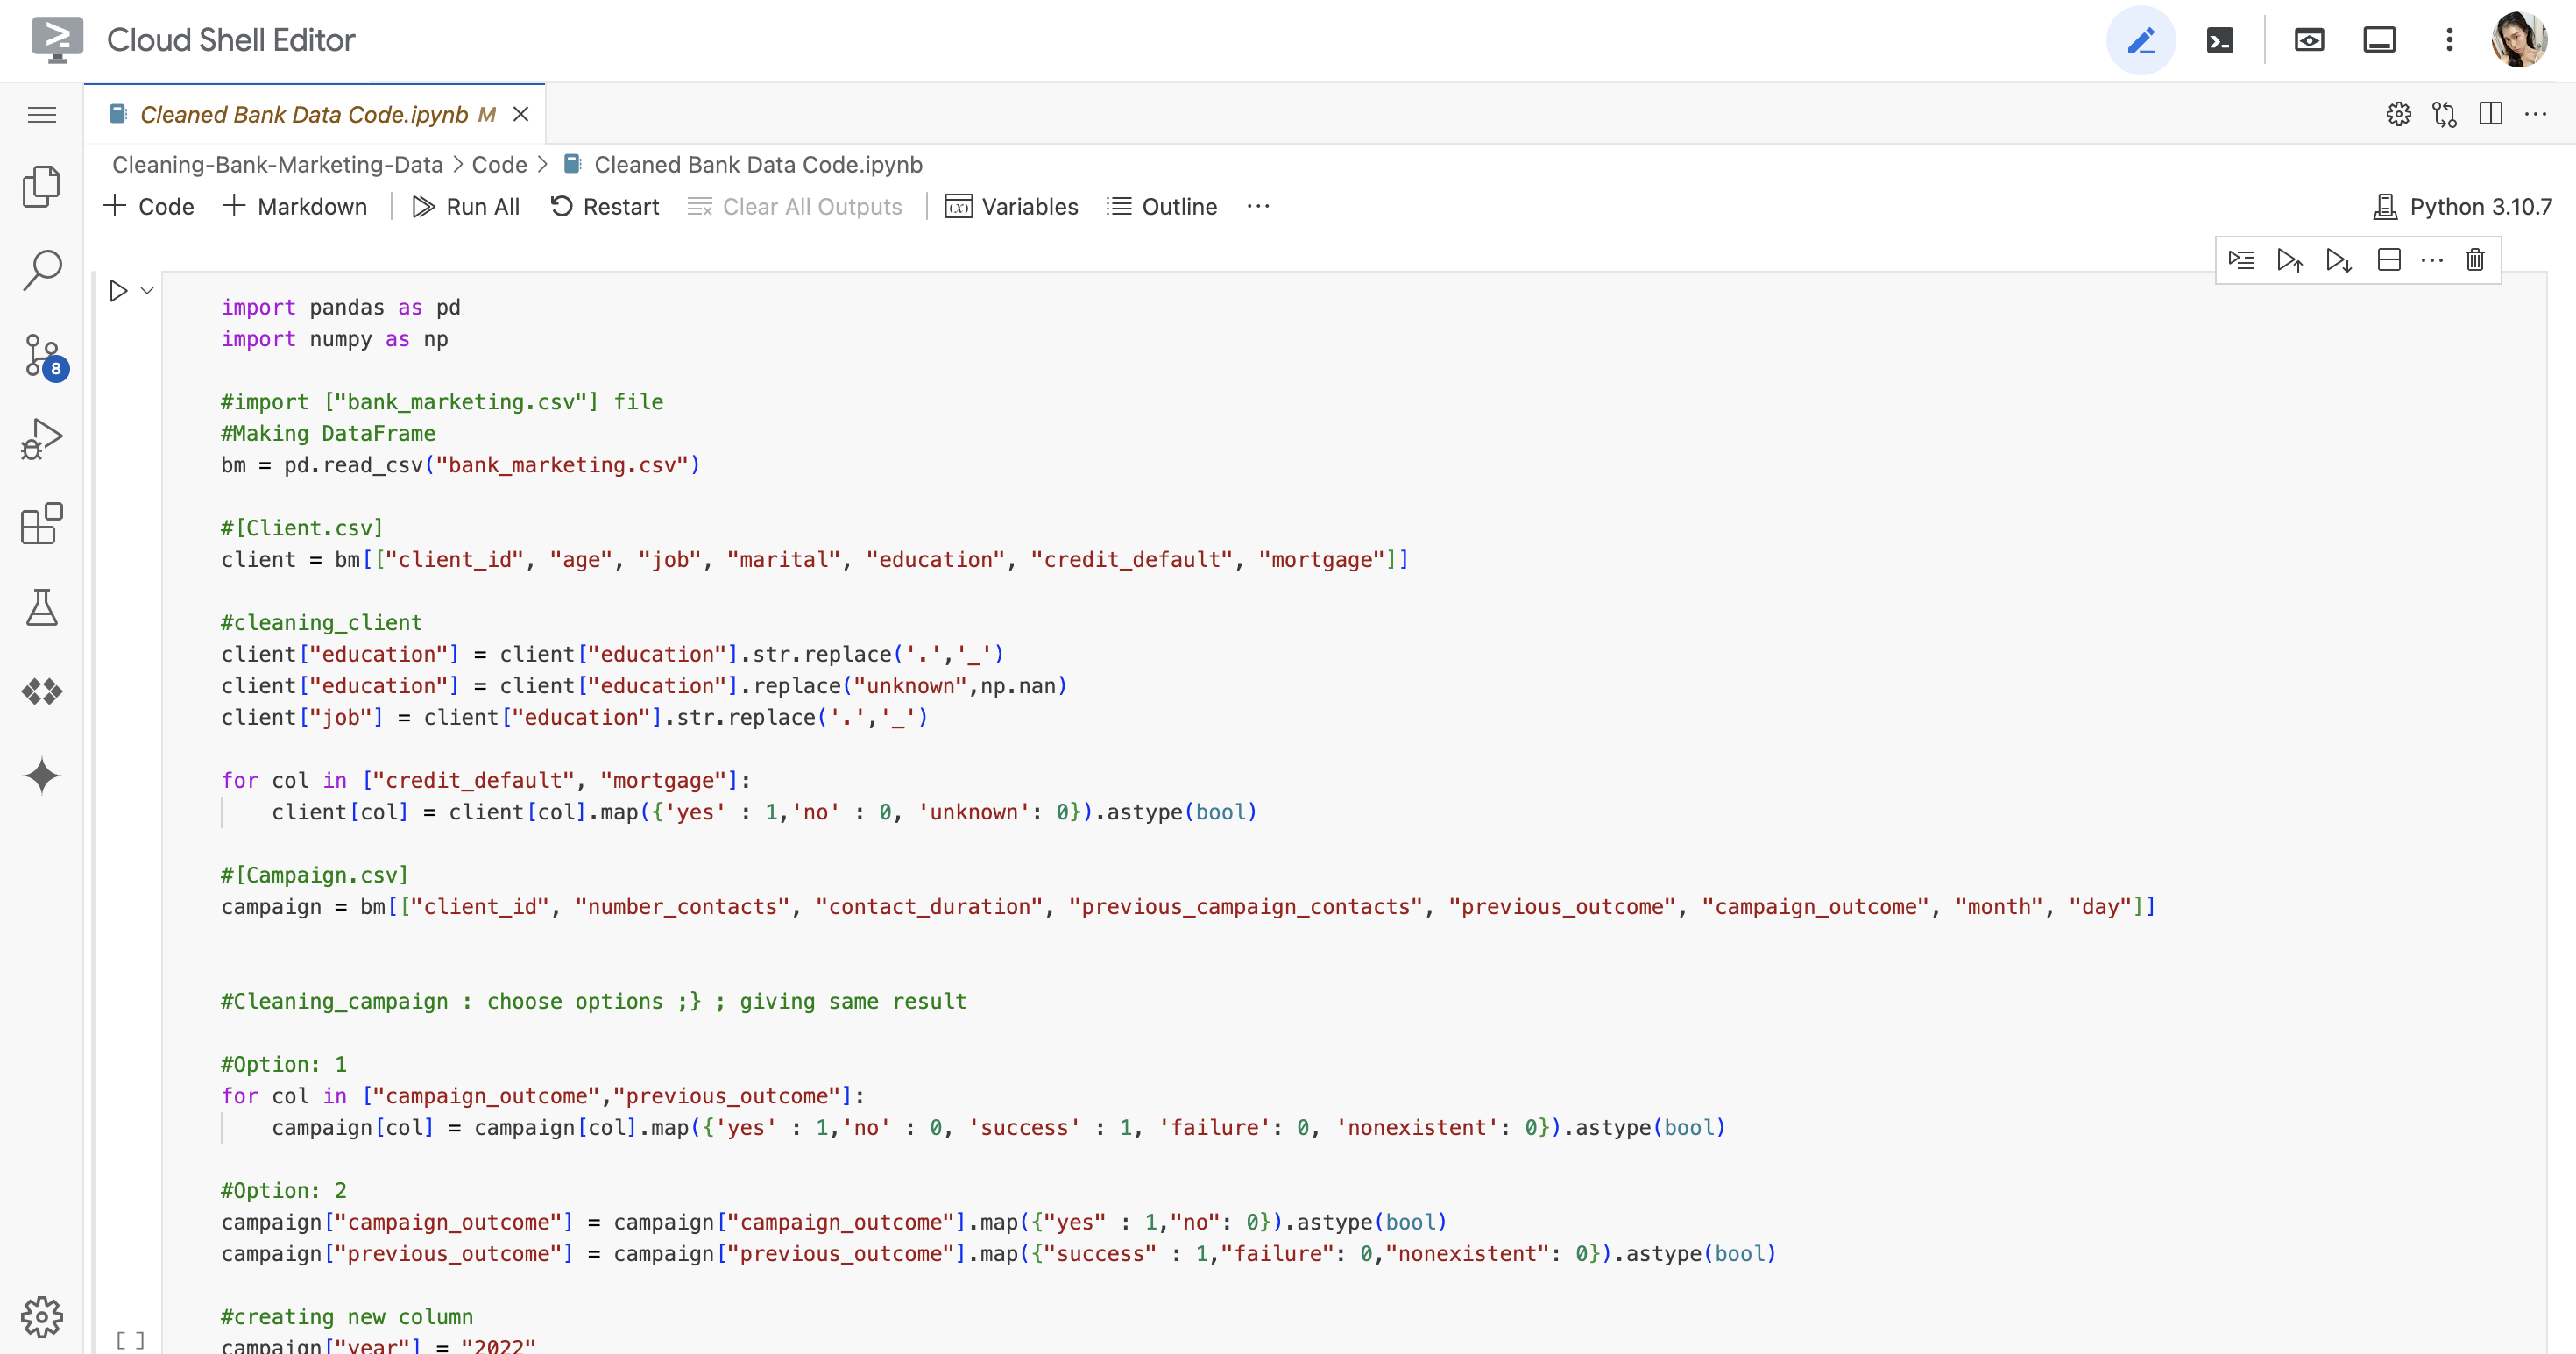 Cloud Shell Editor
Cleaned Bank Data Code.ipynb M
Cleaning-Bank-Marketing-Data > Code > Cleaned Bank Data Code.ipynb
+ Code + Markdown Run All Restart Clear All Outputs Variables Outline ... Python 3.10.7
import pandas as pd
import numpy as np
8
#import ["bank_marketing.csv"] file
#Making DataFrame
bm = pd.read_csv("bank_marketing.csv")
#[Client.csv]
client = bm[["client_id", "age", "job", "marital", "education", "credit_default", "mortgage"]]
#cleaning_client
client["education"] = client["education"].str.replace('.','_')
client["education"] = client["education"].replace("unknown",np.nan)
client["job"] = client["education"].str.replace('.','_')
for col in ["credit_default", "mortgage"]:
    client[col] = client[col].map({'yes' : 1,'no' : 0, 'unknown': 0}).astype(bool)
#[Campaign.csv]
campaign = bm[["client_id", "number_contacts", "contact_duration", "previous_campaign_contacts", "previous_outcome", "campaign_outcome", "month", "day"]]
#Cleaning_campaign : choose options ;} ; giving same result
#Option: 1
for col in ["campaign_outcome","previous_outcome"]:
    campaign[col] = campaign[col].map({'yes' : 1,'no' : 0, 'success' : 1, 'failure': 0, 'nonexistent': 0}).astype(bool)
#Option: 2
campaign["campaign_outcome"] = campaign["campaign_outcome"].map({"yes" : 1,"no": 0}).astype(bool)
campaign["previous_outcome"] = campaign["previous_outcome"].map({"success" : 1,"failure": 0,"nonexistent": 0}).astype(bool)
#creating new column
[ ]
campaign["year"] = "2022"